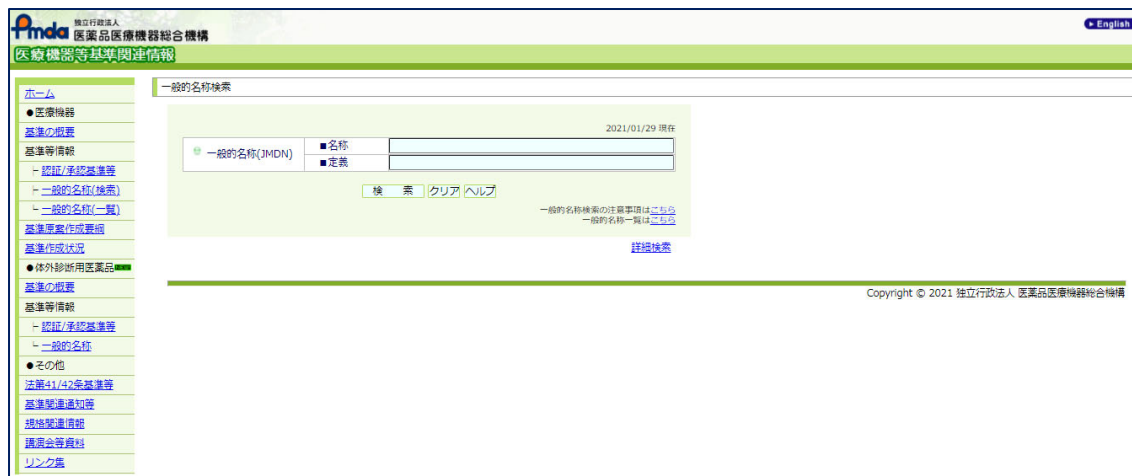 Pmda 独立行政法人
医薬品医療機器総合機構
English
医療機器等基準関連情報
ホーム
●医療機器
基準の概要
基準等情報
├ 認証/承認基準等
├ 一般的名称(検索)
└ 一般的名称(一覧)
基準原案作成要綱
基準作成状況
●体外診断用医薬品
基準の概要
基準等情報
├ 認証/承認基準等
└ 一般的名称
●その他
法第41/42条基準等
基準関連通知等
規格関連情報
講演会等資料
リンク集
一般的名称検索
2021/01/29 現在
一般的名称(JMDN)
■名称
■定義
検 索 クリア ヘルプ
一般的名称検索の注意事項はこちら
一般的名称一覧はこちら
詳細検索
Copyright © 2021 独立行政法人 医薬品医療機器総合機構